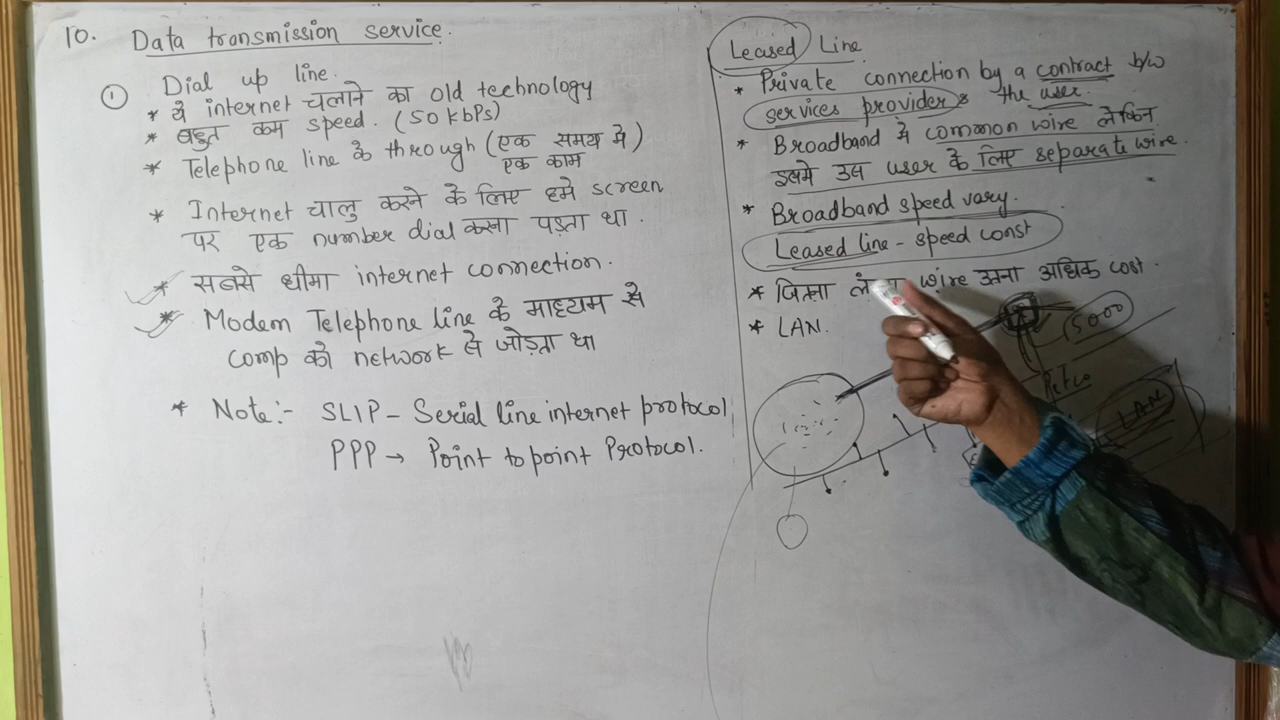 10. Data transmission service.
① Dial up line.
* ये internet चलाने का old technology
* बहुत कम speed. (50 kbps)
* Telephone line के through (एक समय में
एक काम)
* Internet चालु करने के लिए हमे screen
पर एक number dial करना पड़ता था.
* सबसे धीमा internet connection.
* Modem Telephone line के माध्यम से
comp को network से जोड़ता था
* Note:- SLIP - Serial line internet protocol
PPP → Point to point Protocol.
Leased Line
* Private connection by a contract b/w
services provider & the user.
* Broadband में common wire लेकिन
इसमे उस user के लिए separate wire.
* Broadband speed vary.
Leased line - speed const
* जितना wire उतना अधिक cost.
* LAN.
5000
LAN